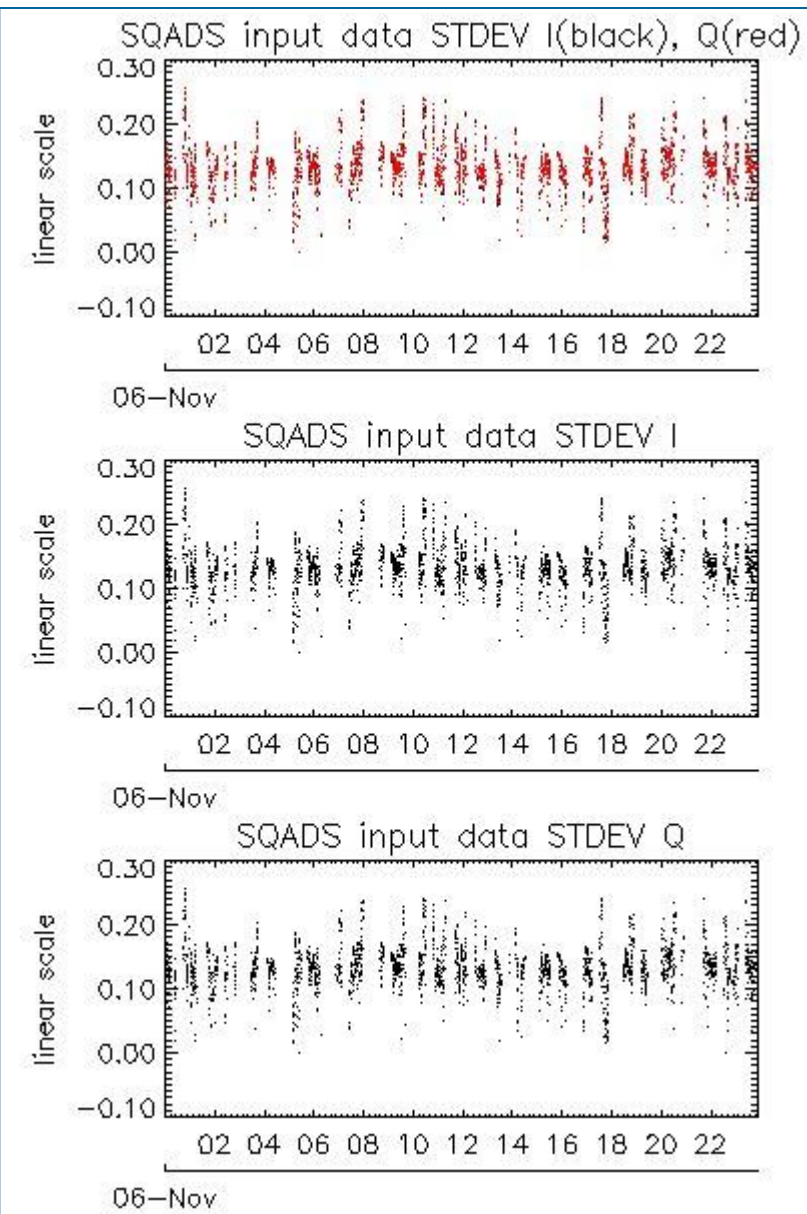 SQADS input data STDEV I(black), Q(red)
0.30
0.20
0.10
0.00
−0.10
linear scale
02 04 06 08 10 12 14 16 18 20 22
06−Nov
SQADS input data STDEV I
0.30
0.20
0.10
0.00
−0.10
linear scale
02 04 06 08 10 12 14 16 18 20 22
06−Nov
SQADS input data STDEV Q
0.30
0.20
0.10
0.00
−0.10
linear scale
02 04 06 08 10 12 14 16 18 20 22
06−Nov